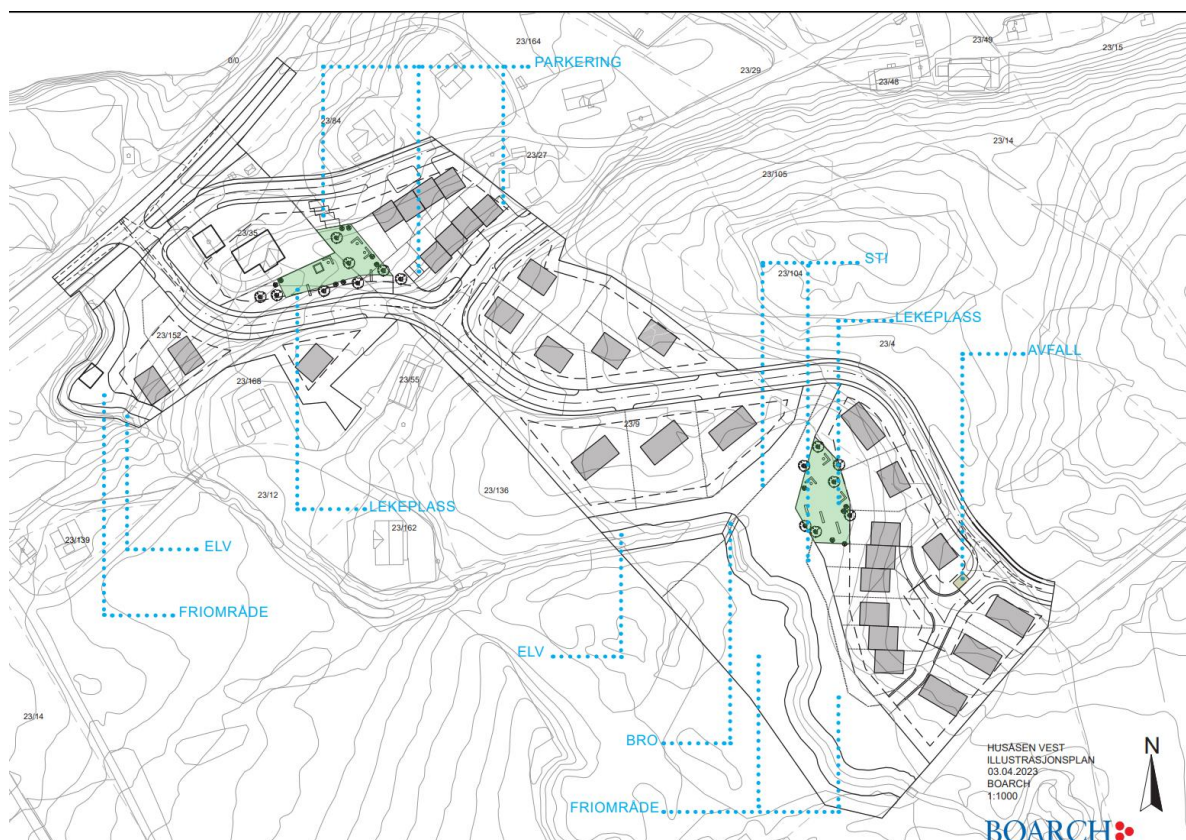 23/164
23/49
23/15
0/0
PARKERING
23/29
23/48
23/84
23/14
23/27
23/105
23/35
STI
23/104
LEKEPLASS
23/152
23/4
AVFALL
23/168
23/55
23/9
23/12
23/136
LEKEPLASS
23/162
23/139
ELV
FRIOMRÅDE
ELV
23/14
BRO
HUSÅSEN VEST
ILLUSTRASJONSPLAN
03.04.2023
BOARCH
1:1000
N
FRIOMRÅDE
BOARCH